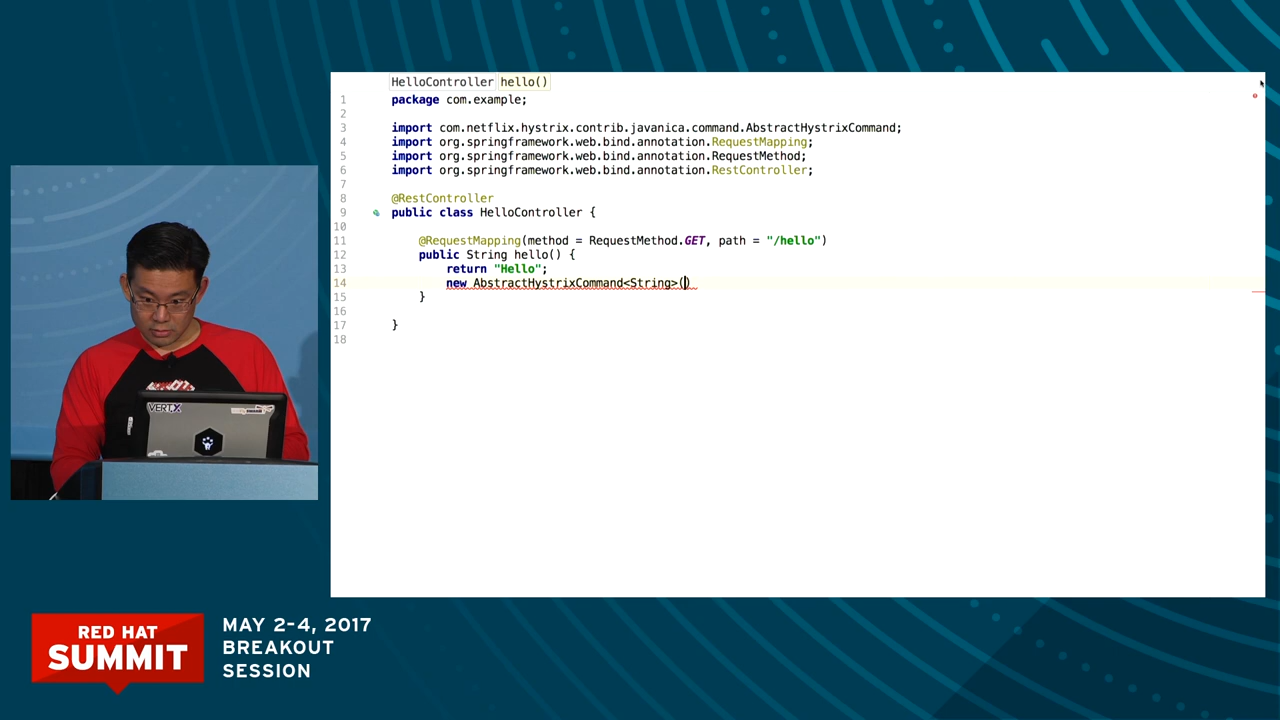 HelloController hello()
1 package com.example;
2
3 import com.netflix.hystrix.contrib.javanica.command.AbstractHystrixCommand;
4 import org.springframework.web.bind.annotation.RequestMapping;
5 import org.springframework.web.bind.annotation.RequestMethod;
6 import org.springframework.web.bind.annotation.RestController;
7
8 @RestController
9 public class HelloController {
10
11 @RequestMapping(method = RequestMethod.GET, path = "/hello")
12 public String hello() {
13 return "Hello";
14 new AbstractHystrixCommand<String>()
15 }
16
17 }
18
VERT.X
RED HAT
SUMMIT
MAY 2-4, 2017
BREAKOUT
SESSION